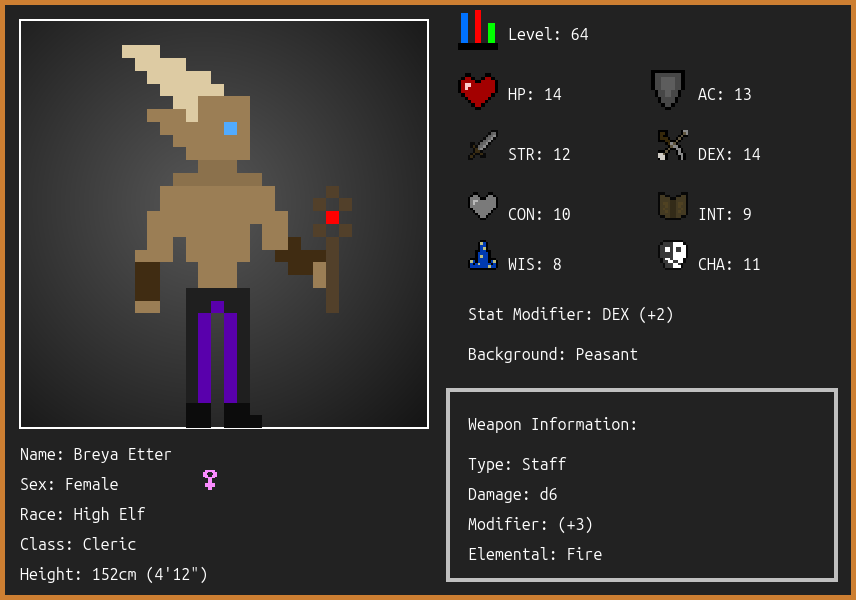 Level: 64
HP: 14
AC: 13
STR: 12
DEX: 14
CON: 10
INT: 9
WIS: 8
CHA: 11
Stat Modifier: DEX (+2)
Background: Peasant
Weapon Information:
Type: Staff
Damage: d6
Modifier: (+3)
Elemental: Fire
Name: Breya Etter
Sex: Female
Race: High Elf
Class: Cleric
Height: 152cm (4'12")